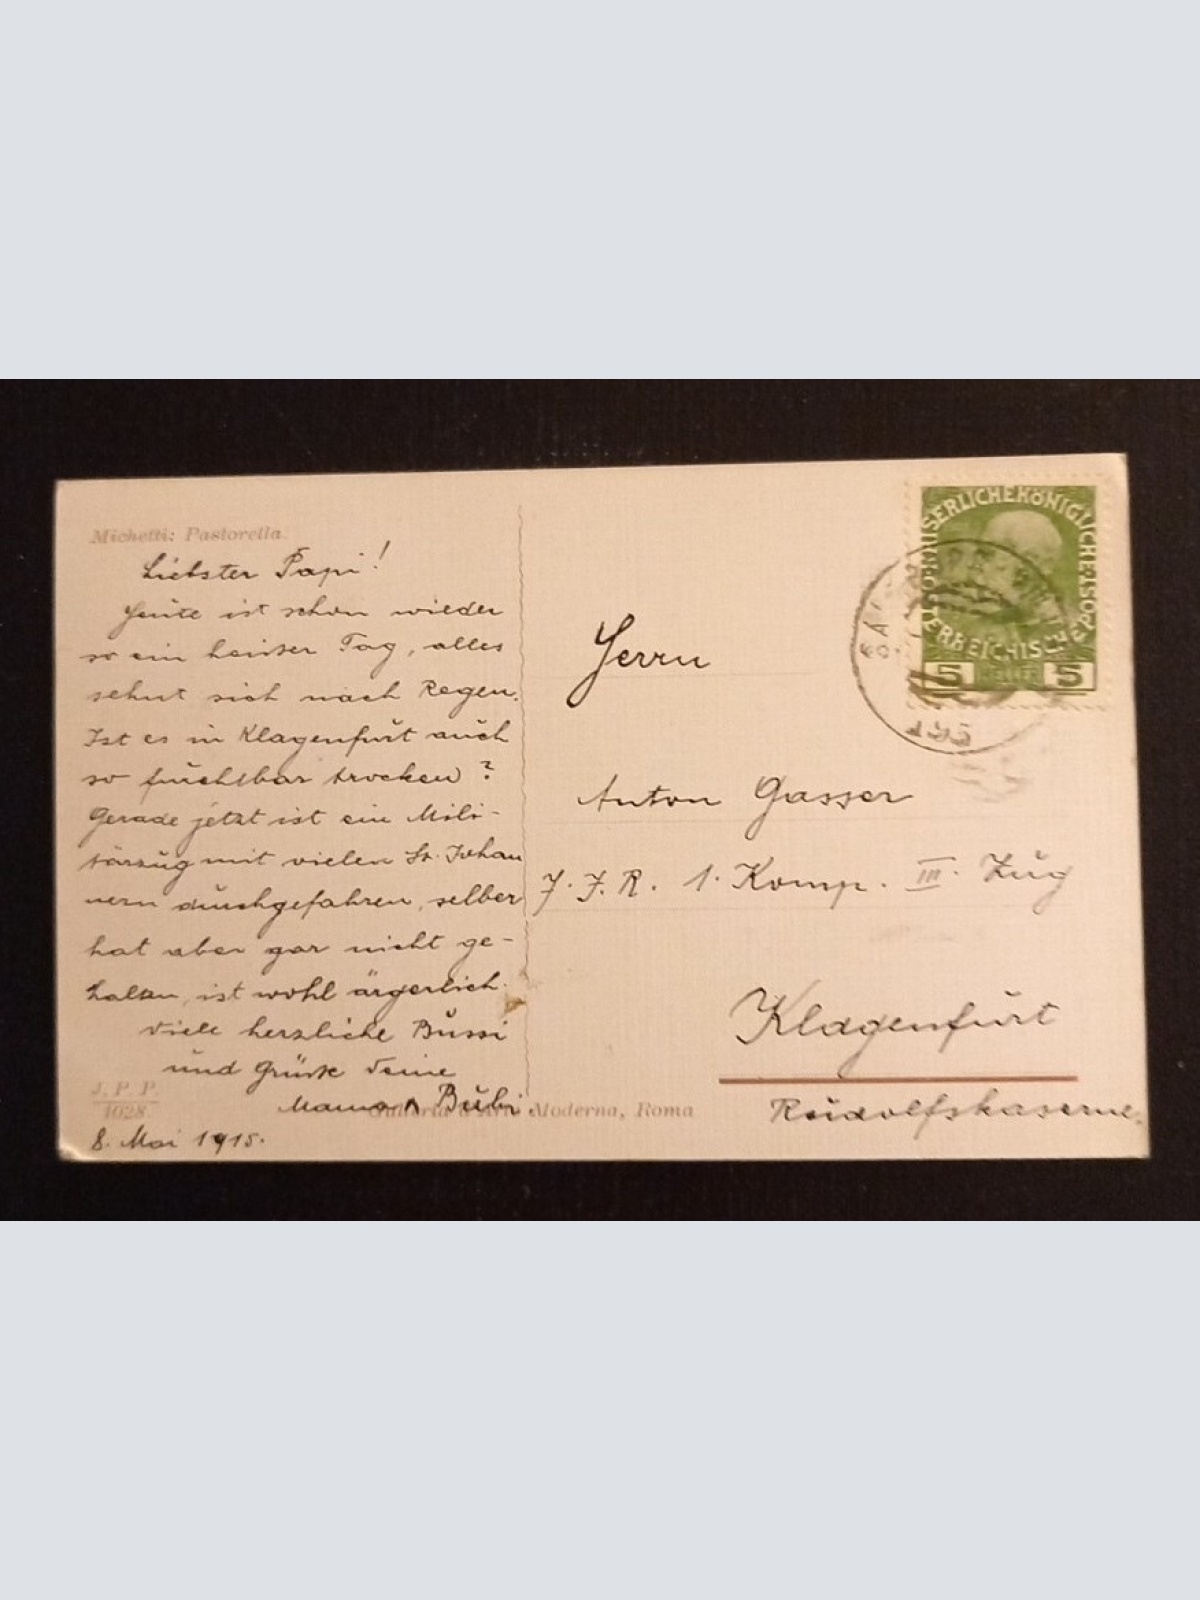 Michetti: Pastorella
Liebster Papi!
Heute ist schon wieder
so ein heisser Tag, alles
sehnt sich nach Regen.
Ist es in Klagenfurt auch
so furchtbar trocken?
Gerade jetzt ist ein Mili-
tärzug mit vielen St. Johan
nern durchgefahren, selber
hat aber gar nicht ge-
halten, ist wohl ärgerlich.
Viele herzliche Bussi
und Grüsse Deine
Mama Bubi.
8. Mai 1915.
J. P. P.
4028.
Moderna, Roma
KAISERLICHE KÖNIGLICHE ÖSTERREICHISCHE POST
5 5
Herrn
Anton Gasser
J. R. 1. Komp. III. Zug
Klagenfurt
Rudolfskaserne.